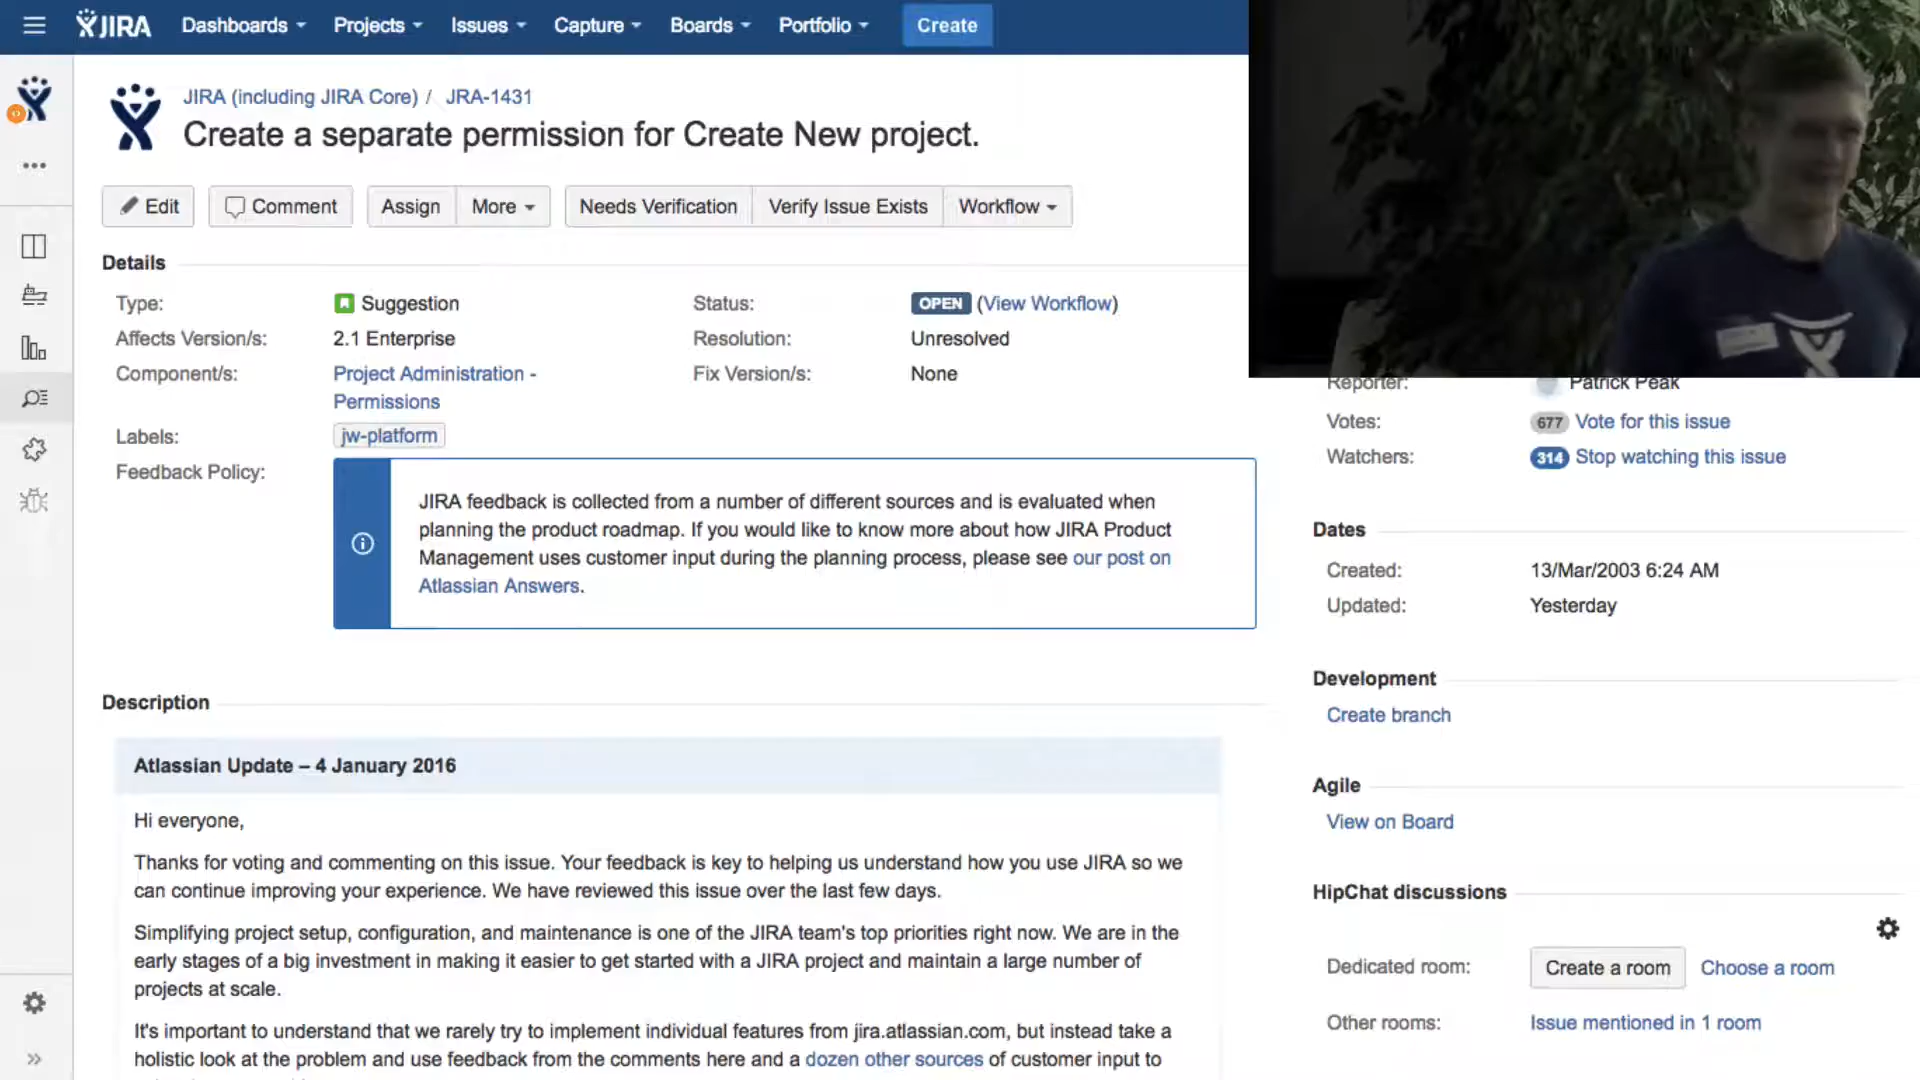 JIRA Dashboards Projects Issues Capture Boards Portfolio Create
JIRA (including JIRA Core) / JRA-1431
Create a separate permission for Create New project.
Edit Comment Assign More Needs Verification Verify Issue Exists Workflow
Details
Type: Suggestion
Affects Version/s: 2.1 Enterprise
Component/s: Project Administration -
Permissions
Labels: jw-platform
Feedback Policy:
JIRA feedback is collected from a number of different sources and is evaluated when
planning the product roadmap. If you would like to know more about how JIRA Product
Management uses customer input during the planning process, please see our post on
Atlassian Answers.
Status: OPEN (View Workflow)
Resolution: Unresolved
Fix Version/s: None
Description
Atlassian Update – 4 January 2016
Hi everyone,
Thanks for voting and commenting on this issue. Your feedback is key to helping us understand how you use JIRA so we
can continue improving your experience. We have reviewed this issue over the last few days.
Simplifying project setup, configuration, and maintenance is one of the JIRA team's top priorities right now. We are in the
early stages of a big investment in making it easier to get started with a JIRA project and maintain a large number of
projects at scale.
It's important to understand that we rarely try to implement individual features from jira.atlassian.com, but instead take a
holistic look at the problem and use feedback from the comments here and a dozen other sources of customer input to
Reporter: Patrick Peak
Votes: 677 Vote for this issue
Watchers: 314 Stop watching this issue
Dates
Created: 13/Mar/2003 6:24 AM
Updated: Yesterday
Development
Create branch
Agile
View on Board
HipChat discussions
Dedicated room: Create a room Choose a room
Other rooms: Issue mentioned in 1 room